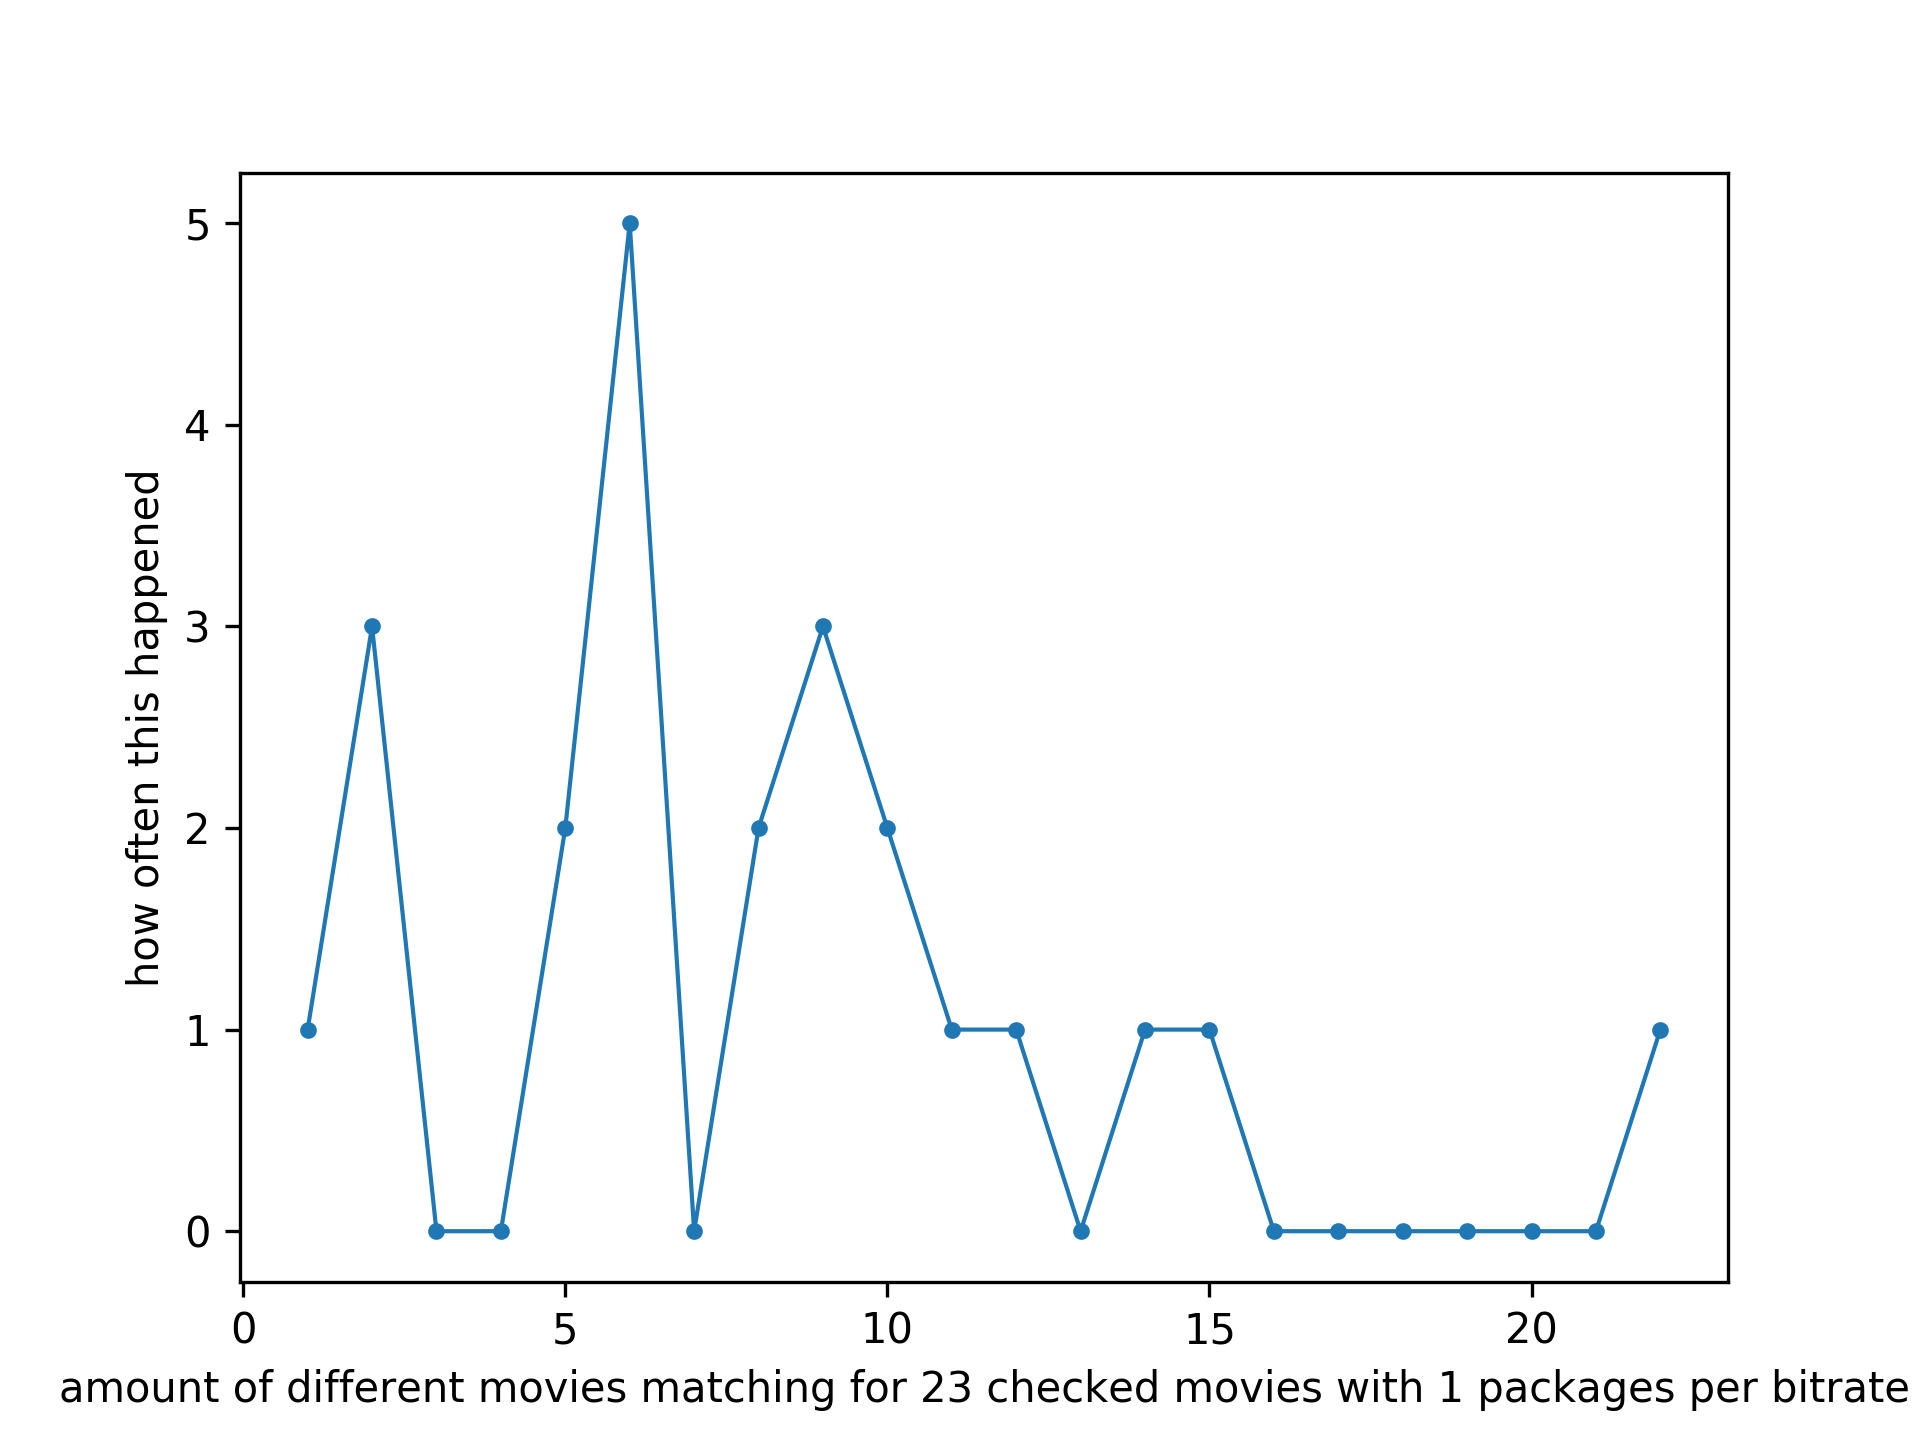 5
4
3
2
1
0
how often this happened
0 5 10 15 20
amount of different movies matching for 23 checked movies with 1 packages per bitrate